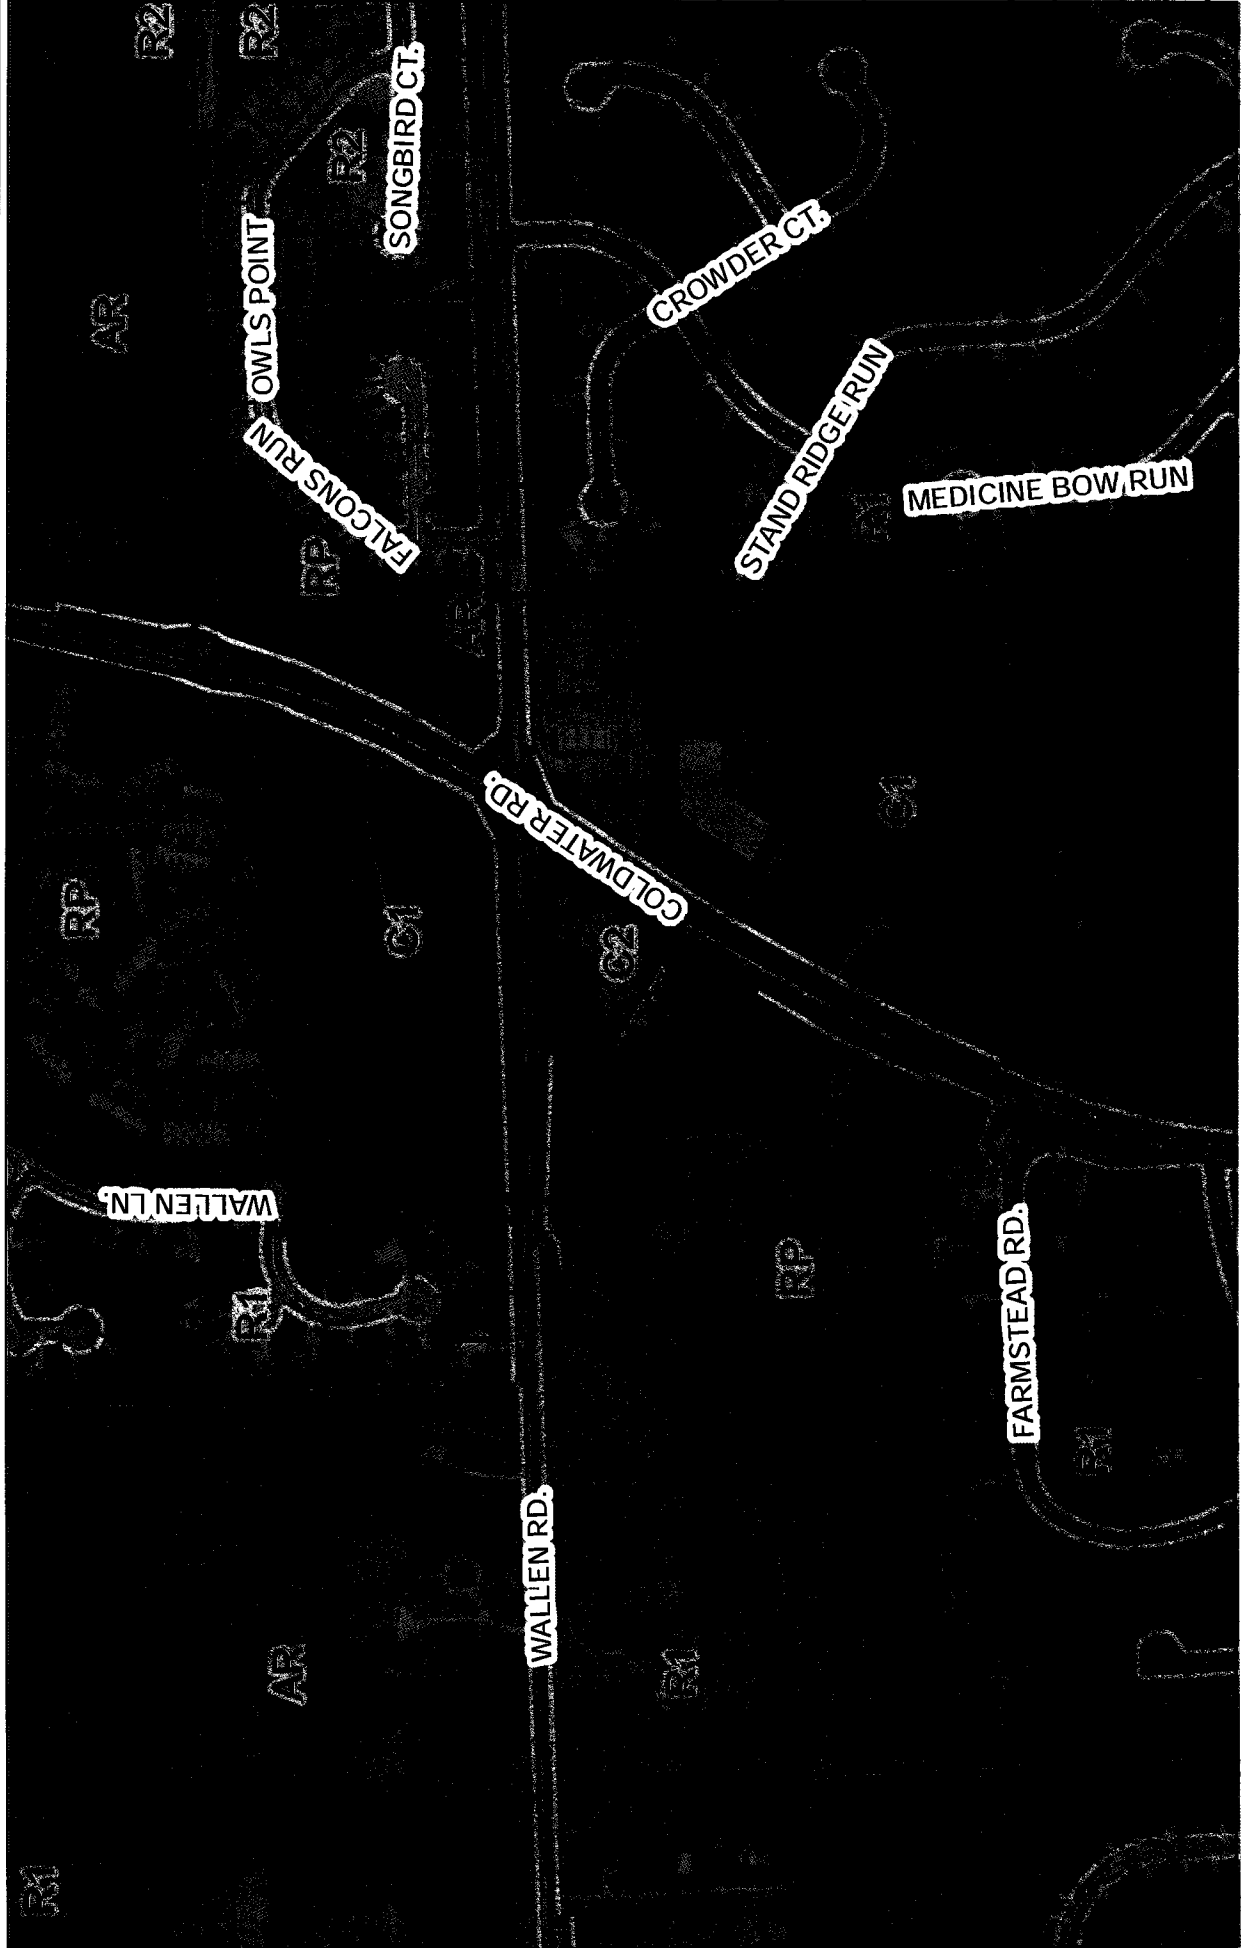 R2
R2
SONGBIRD CT.
R2
OWLS POINT
CROWDER CT.
AR
FALCONS RUN
STAND RIDGE RUN
MEDICINE BOW RUN
RP
AR
COLDWATER RD.
C1
RP
C1
C2
WALLEN LN.
RP
R1
FARMSTEAD RD.
R1
WALLEN RD.
AR
R1
R1